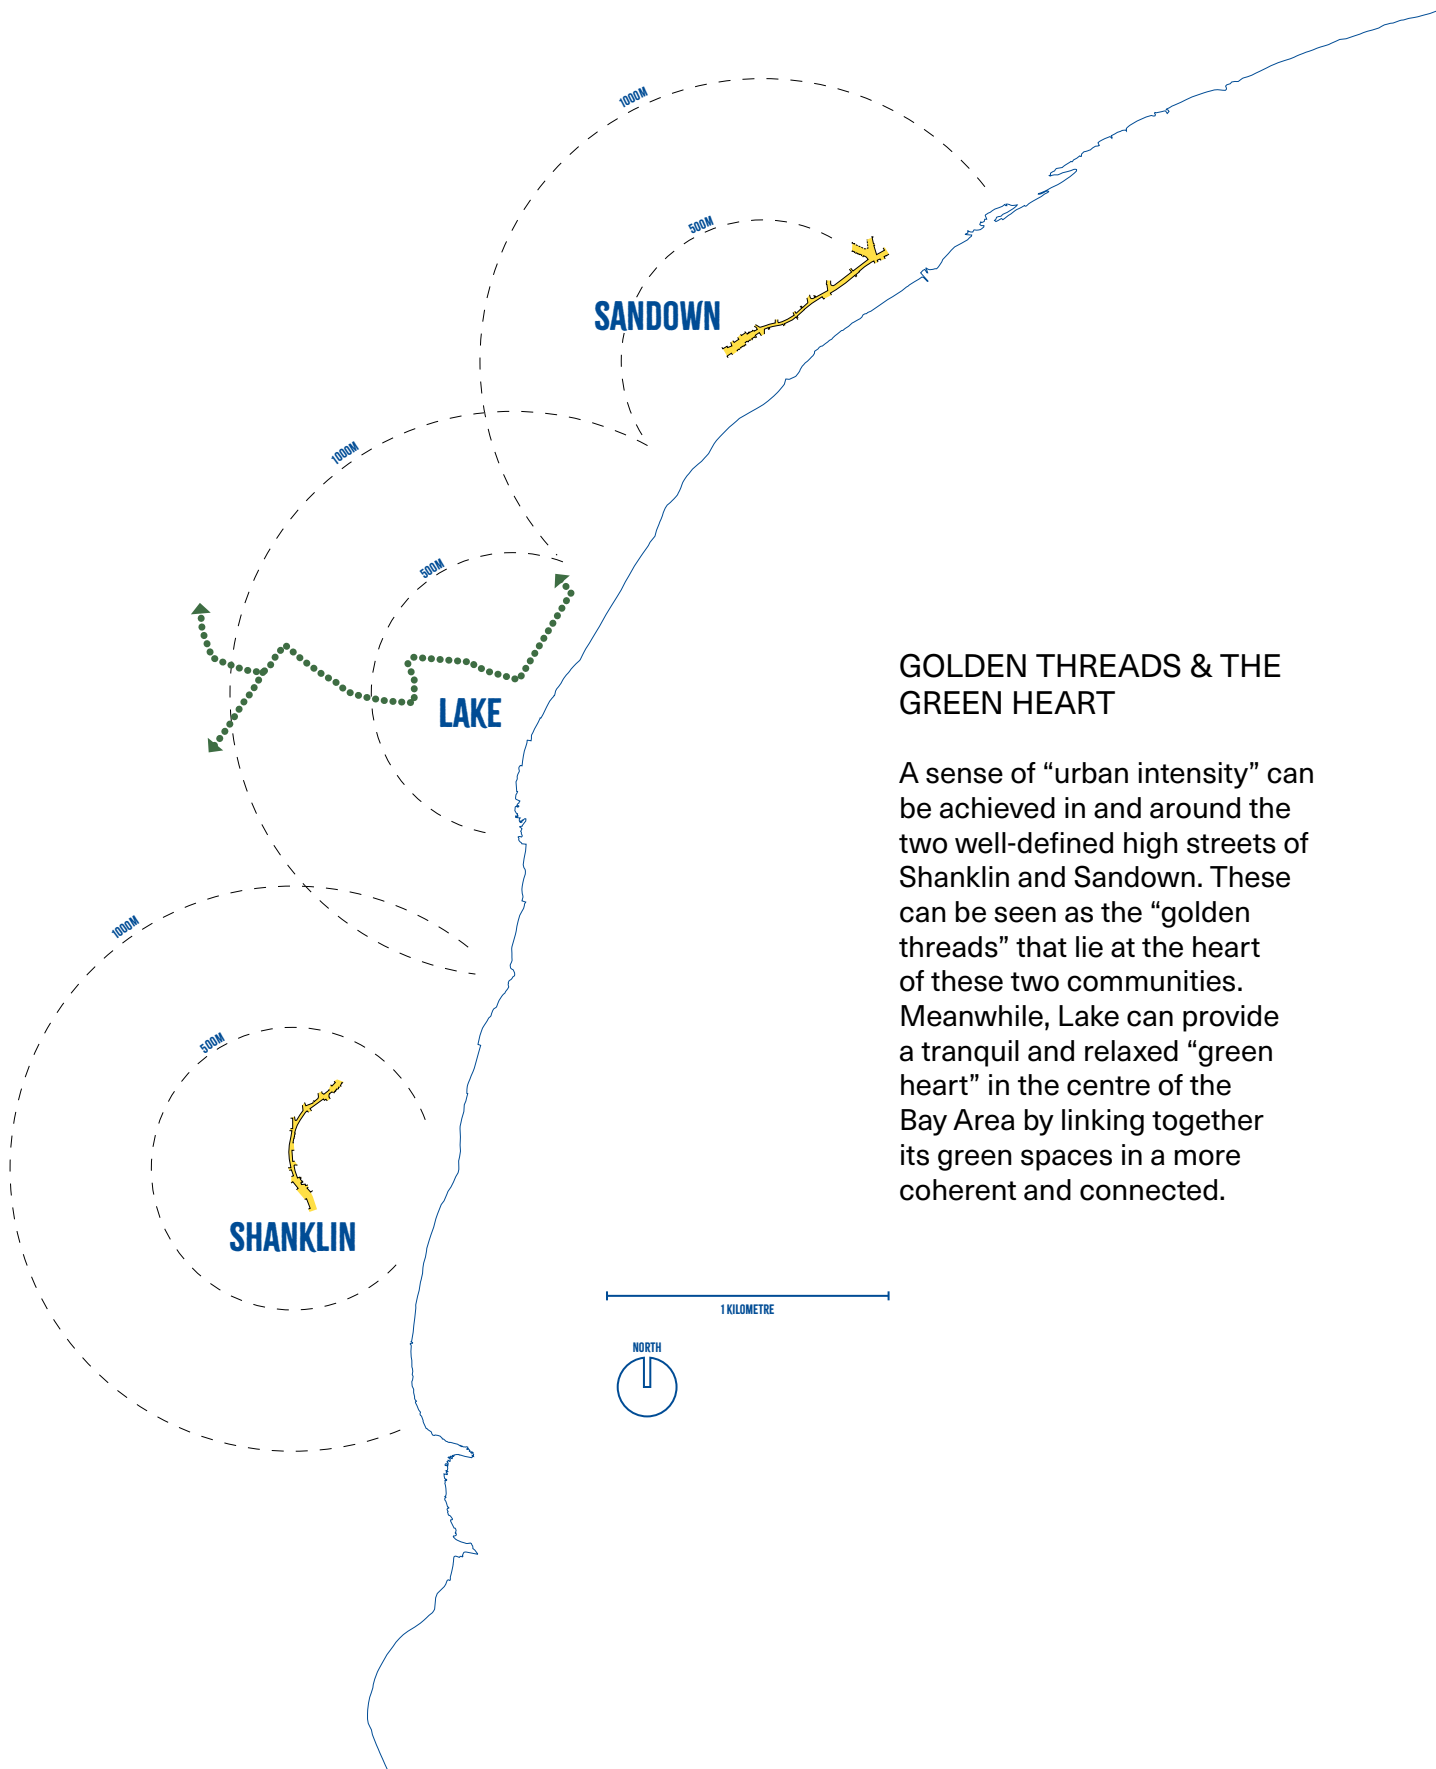 1000M
500M
SANDOWN
1000M
500M
LAKE
GOLDEN THREADS & THE
GREEN HEART
A sense of “urban intensity” can
be achieved in and around the
two well-defined high streets of
Shanklin and Sandown. These
can be seen as the “golden
threads” that lie at the heart
of these two communities.
Meanwhile, Lake can provide
a tranquil and relaxed “green
heart” in the centre of the
Bay Area by linking together
its green spaces in a more
coherent and connected.
1000M
500M
SHANKLIN
1 KILOMETRE
NORTH